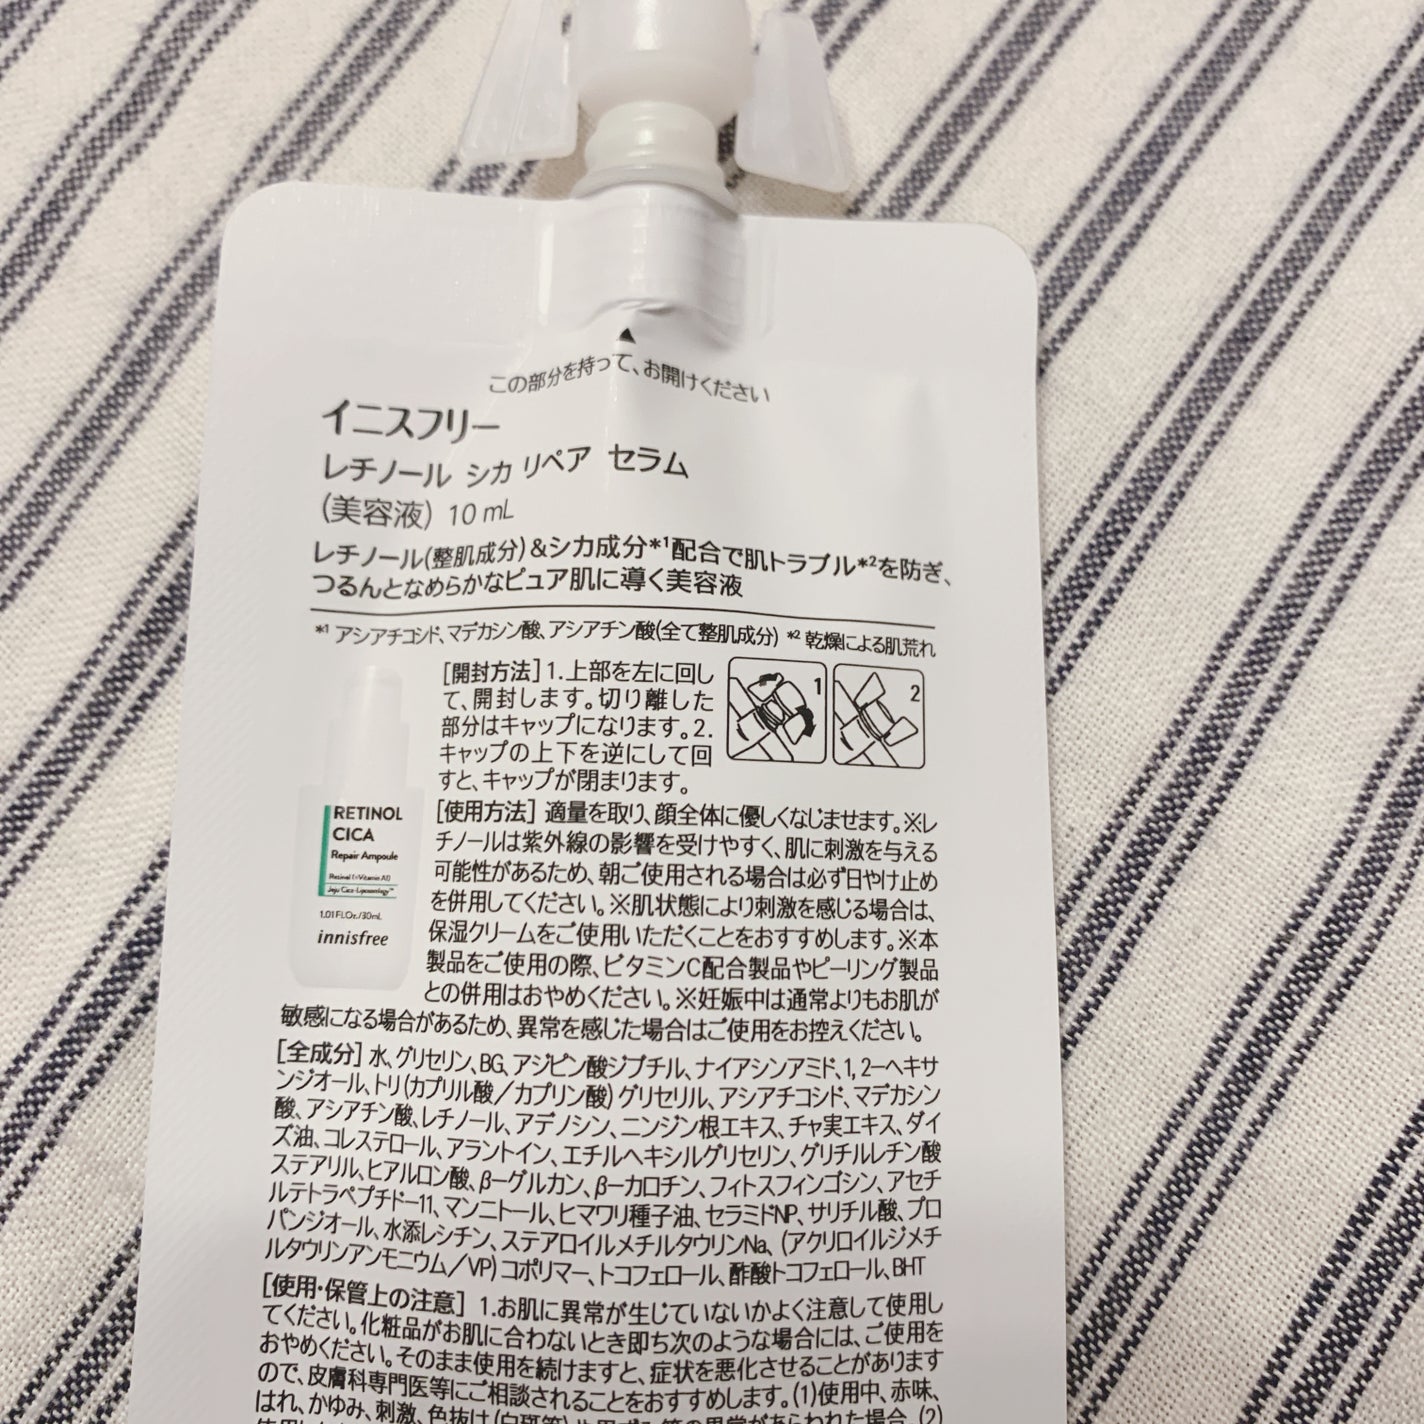 この部分を持って、お開けください
イニスフリー
レチノール シカ リペア セラム
(美容液) 10 mL
レチノール(整肌成分)&シカ成分*1配合で肌トラブル*2を防ぎ、
つるんとなめらかなピュア肌に導く美容液
*1 アシアチコシド、マデカシン酸、アシアチン酸(全て整肌成分) *2 乾燥による肌荒れ
[開封方法] 1.上部を左に回し
て、開封します。切り離した
部分はキャップになります。2.
キャップの上下を逆にして回
すと、キャップが閉まります。
1
2
RETINOL
CICA
Repair Ampoule
Retinol (=Vitamin A1)
Jeju Cica-Liposomlogy™
1.01 FL.Oz./30mL
innisfree
[使用方法] 適量を取り、顔全体に優しくなじませます。※レ
チノールは紫外線の影響を受けやすく、肌に刺激を与える
可能性があるため、朝ご使用される場合は必ず日やけ止め
を併用してください。※肌状態により刺激を感じる場合は、
保湿クリームをご使用いただくことをおすすめします。※本
製品をご使用の際、ビタミンC配合製品やピーリング製品
との併用はおやめください。※妊娠中は通常よりもお肌が
敏感になる場合があるため、異常を感じた場合はご使用をお控えください。
[全成分] 水、グリセリン、BG、アジピン酸ジブチル、ナイアシンアミド、1,2－ヘキサ
ンジオール、トリ(カプリル酸／カプリン酸)グリセリル、アシアチコシド、マデカシン
酸、アシアチン酸、レチノール、アデノシン、ニンジン根エキス、チャ実エキス、ダイ
ズ油、コレステロール、アラントイン、エチルヘキシルグリセリン、グリチルレチン酸
ステアリル、ヒアルロン酸、β－グルカン、β－カロチン、フィトスフィンゴシン、アセチ
ルテトラペプチド－11、マンニトール、ヒマワリ種子油、セラミドNP、サリチル酸、プロ
パンジオール、水添レシチン、ステアロイルメチルタウリンNa、(アクリロイルジメチ
ルタウリンアンモニウム／VP)コポリマー、トコフェロール、酢酸トコフェロール、BHT
[使用・保管上の注意] 1.お肌に異常が生じていないかよく注意して使用し
てください。化粧品がお肌に合わないとき即ち次のような場合には、ご使用を
おやめください。そのまま使用を続けますと、症状を悪化させることがあります
ので、皮膚科専門医等にご相談されることをおすすめします。(1)使用中、赤味、
はれ、かゆみ、刺激、色抜け(白斑等)や黒ずみ等の異常があらわれた場合 (2)